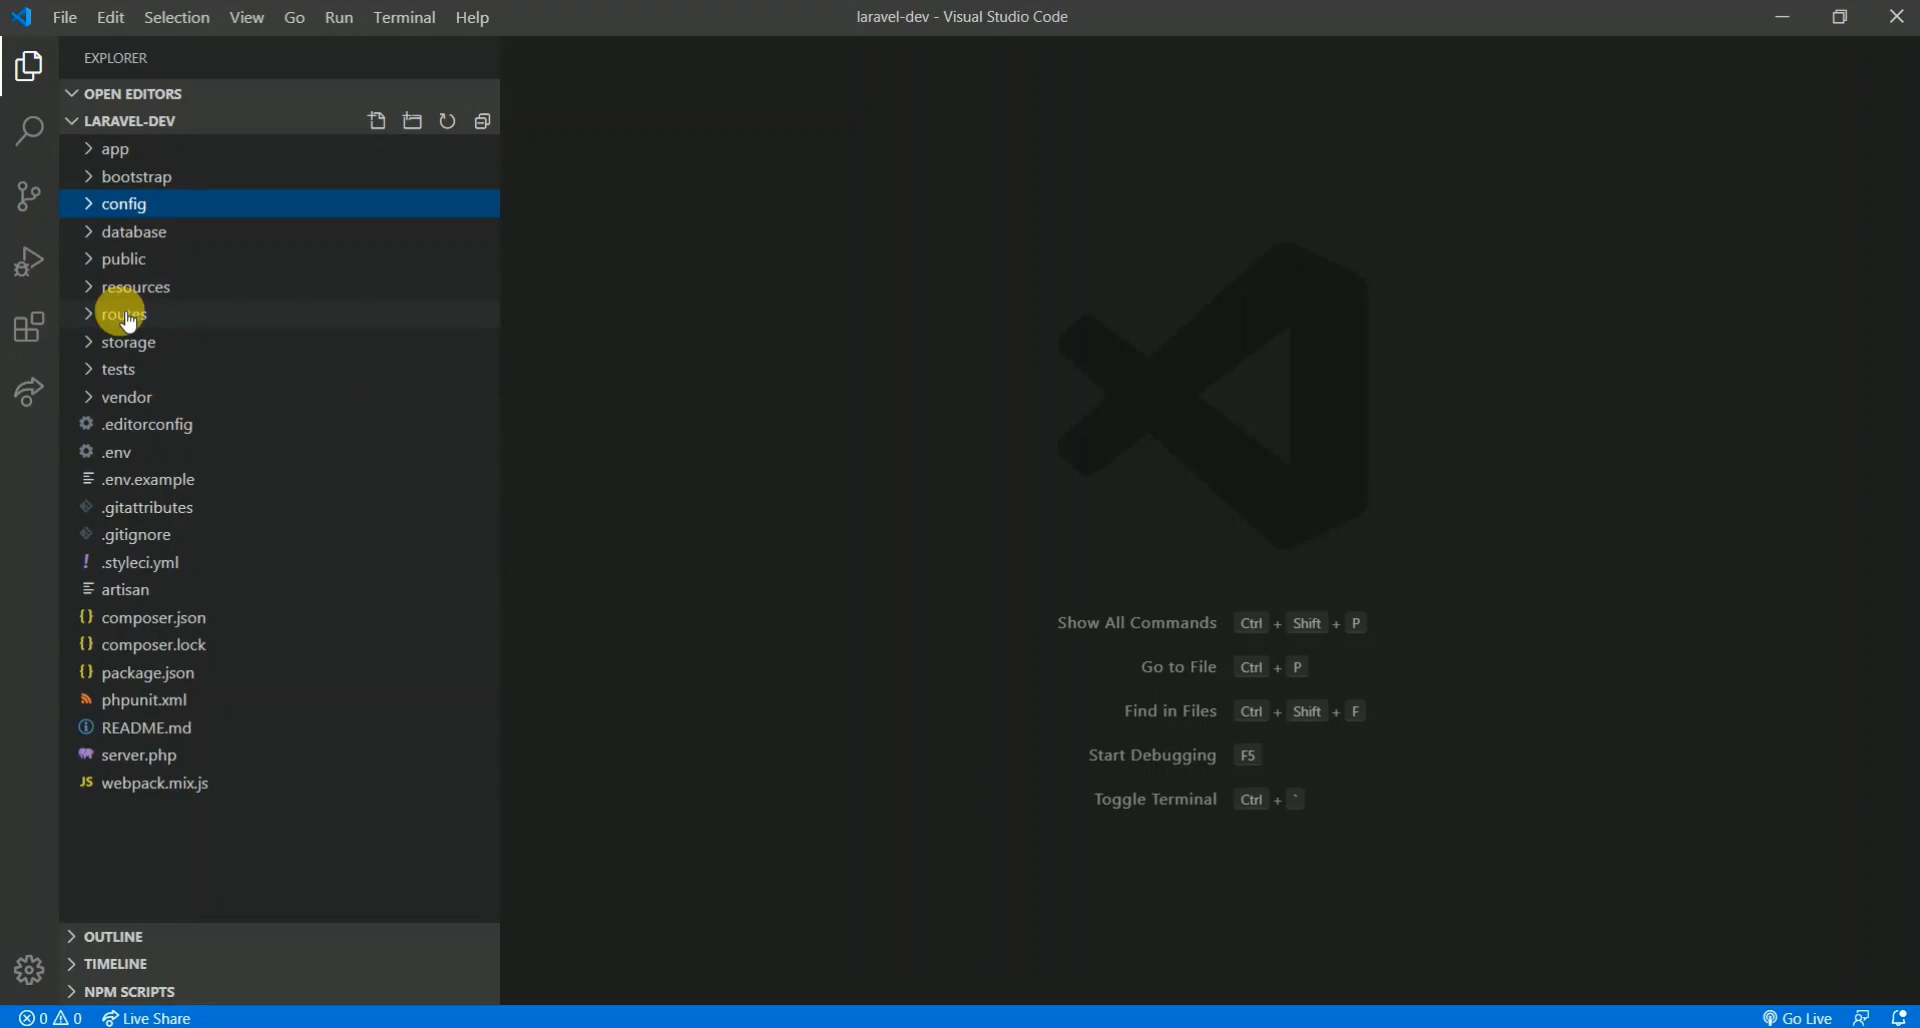 File Edit Selection View Go Run Terminal Help
laravel-dev - Visual Studio Code
EXPLORER
OPEN EDITORS
LARAVEL-DEV
app
bootstrap
config
database
public
resources
routes
storage
tests
vendor
.editorconfig
.env
.env.example
.gitattributes
.gitignore
! .styleci.yml
artisan
{} composer.json
{} composer.lock
{} package.json
phpunit.xml
README.md
server.php
JS webpack.mix.js
OUTLINE
TIMELINE
NPM SCRIPTS
Show All Commands Ctrl + Shift + P
Go to File Ctrl + P
Find in Files Ctrl + Shift + F
Start Debugging F5
Toggle Terminal Ctrl + `
0 0 Live Share
Go Live